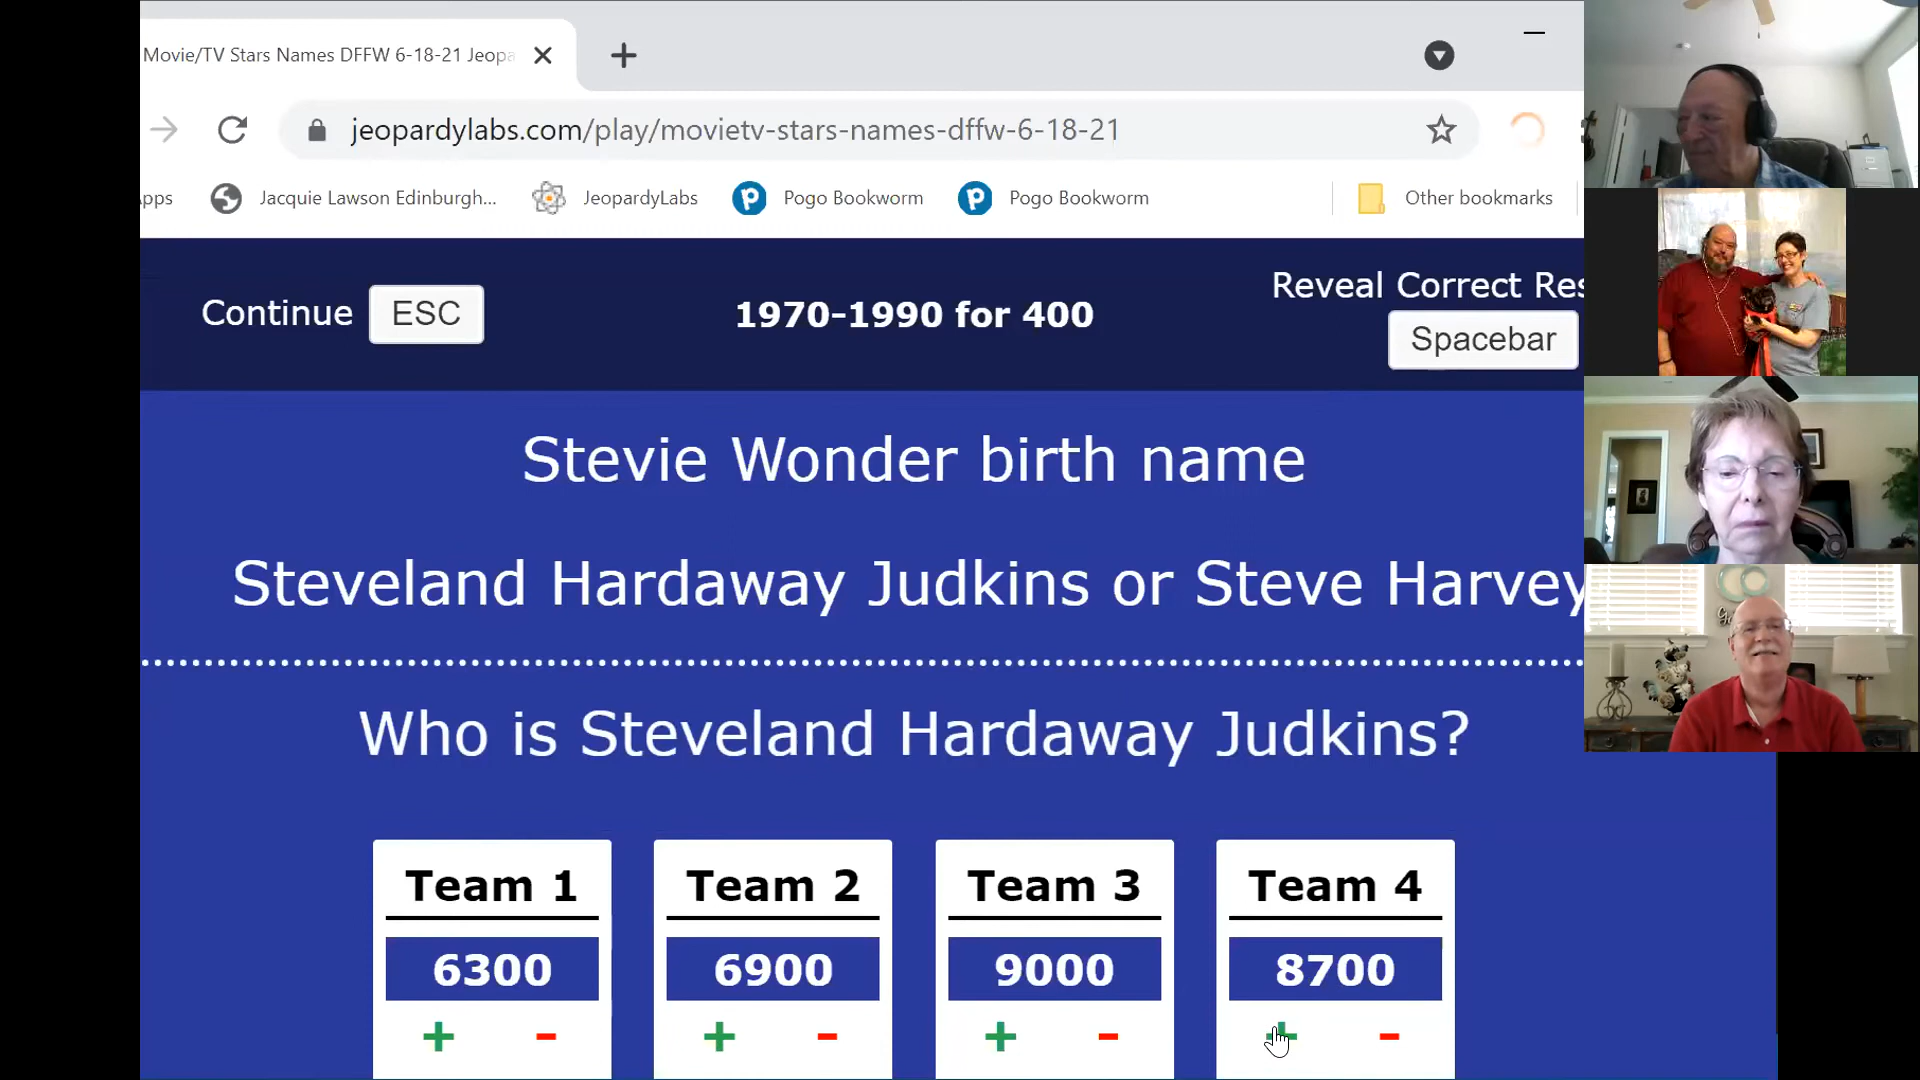 Movie/TV Stars Names DFFW 6-18-21 Jeopa
jeopardylabs.com/play/movietv-stars-names-dffw-6-18-21
pps
Jacquie Lawson Edinburgh...
JeopardyLabs
Pogo Bookworm
Pogo Bookworm
Other bookmarks
Continue ESC
1970-1990 for 400
Reveal Correct Res
Spacebar
Stevie Wonder birth name
Steveland Hardaway Judkins or Steve Harvey
Who is Steveland Hardaway Judkins?
Team 1 Team 2 Team 3 Team 4
6300 6900 9000 8700
+ - + - + - + -